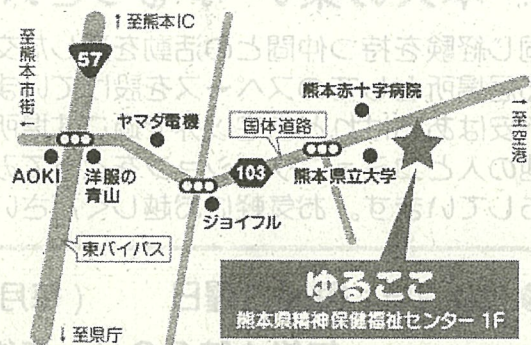 ↑至熊本IC
57
至熊本市街→
熊本赤十字病院
ヤマダ電機
国体道路
↑至空港
AOKI
洋服の
青山
103
熊本県立大学
ジョイフル
東バイパス
ゆるここ
熊本県精神保健福祉センター 1F
↓至県庁